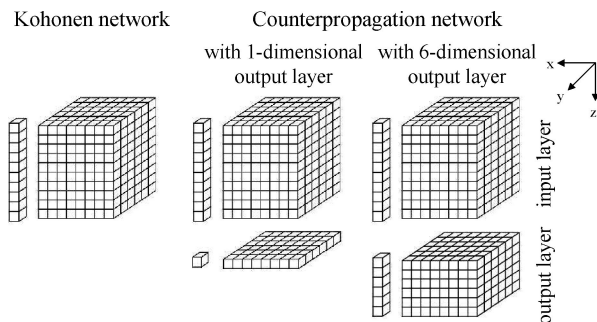 Kohonen network
Counterpropagation network
with 1-dimensional
output layer
with 6-dimensional
output layer
x
y
z
input layer
output layer